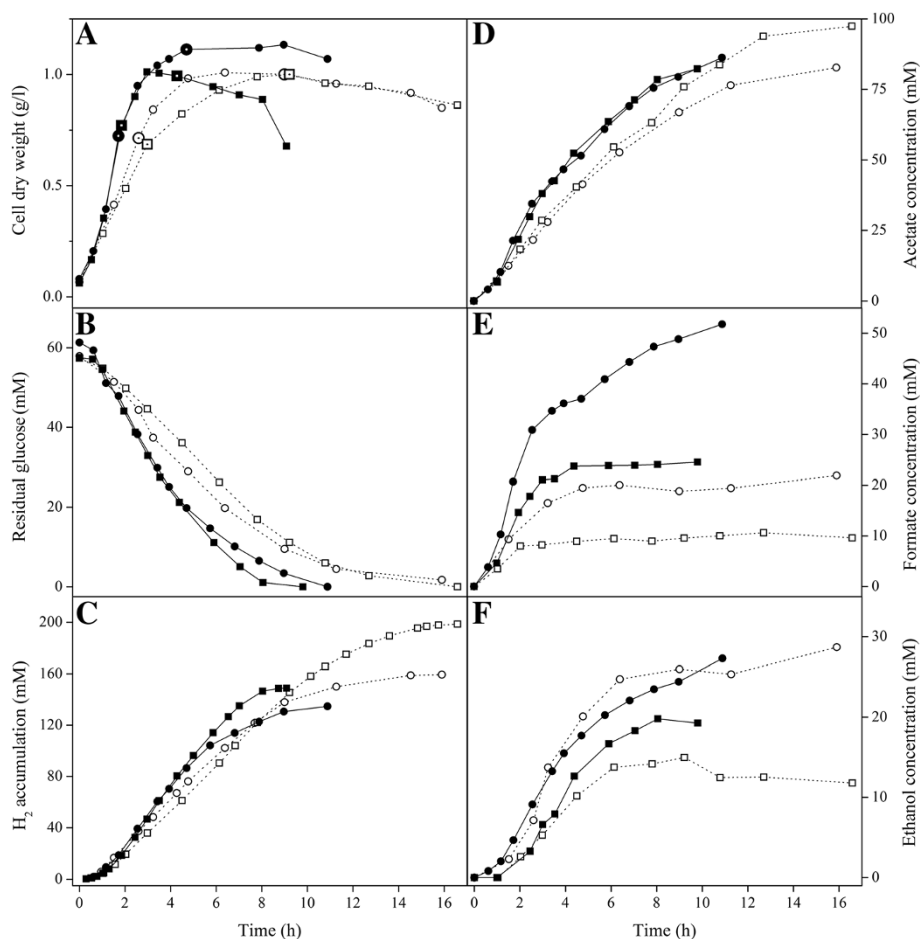 A
Cell dry weight (g/l)
1.0
0.5
0.0
D
Acetate concentration (mM)
100
75
50
25
0
B
Residual glucose (mM)
60
40
20
0
E
Formate concentration (mM)
50
40
30
20
10
0
C
H₂ accumulation (mM)
200
160
120
80
40
0
F
Ethanol concentration (mM)
30
20
10
0
0 2 4 6 8 10 12 14 16
Time (h)
0 2 4 6 8 10 12 14 16
Time (h)